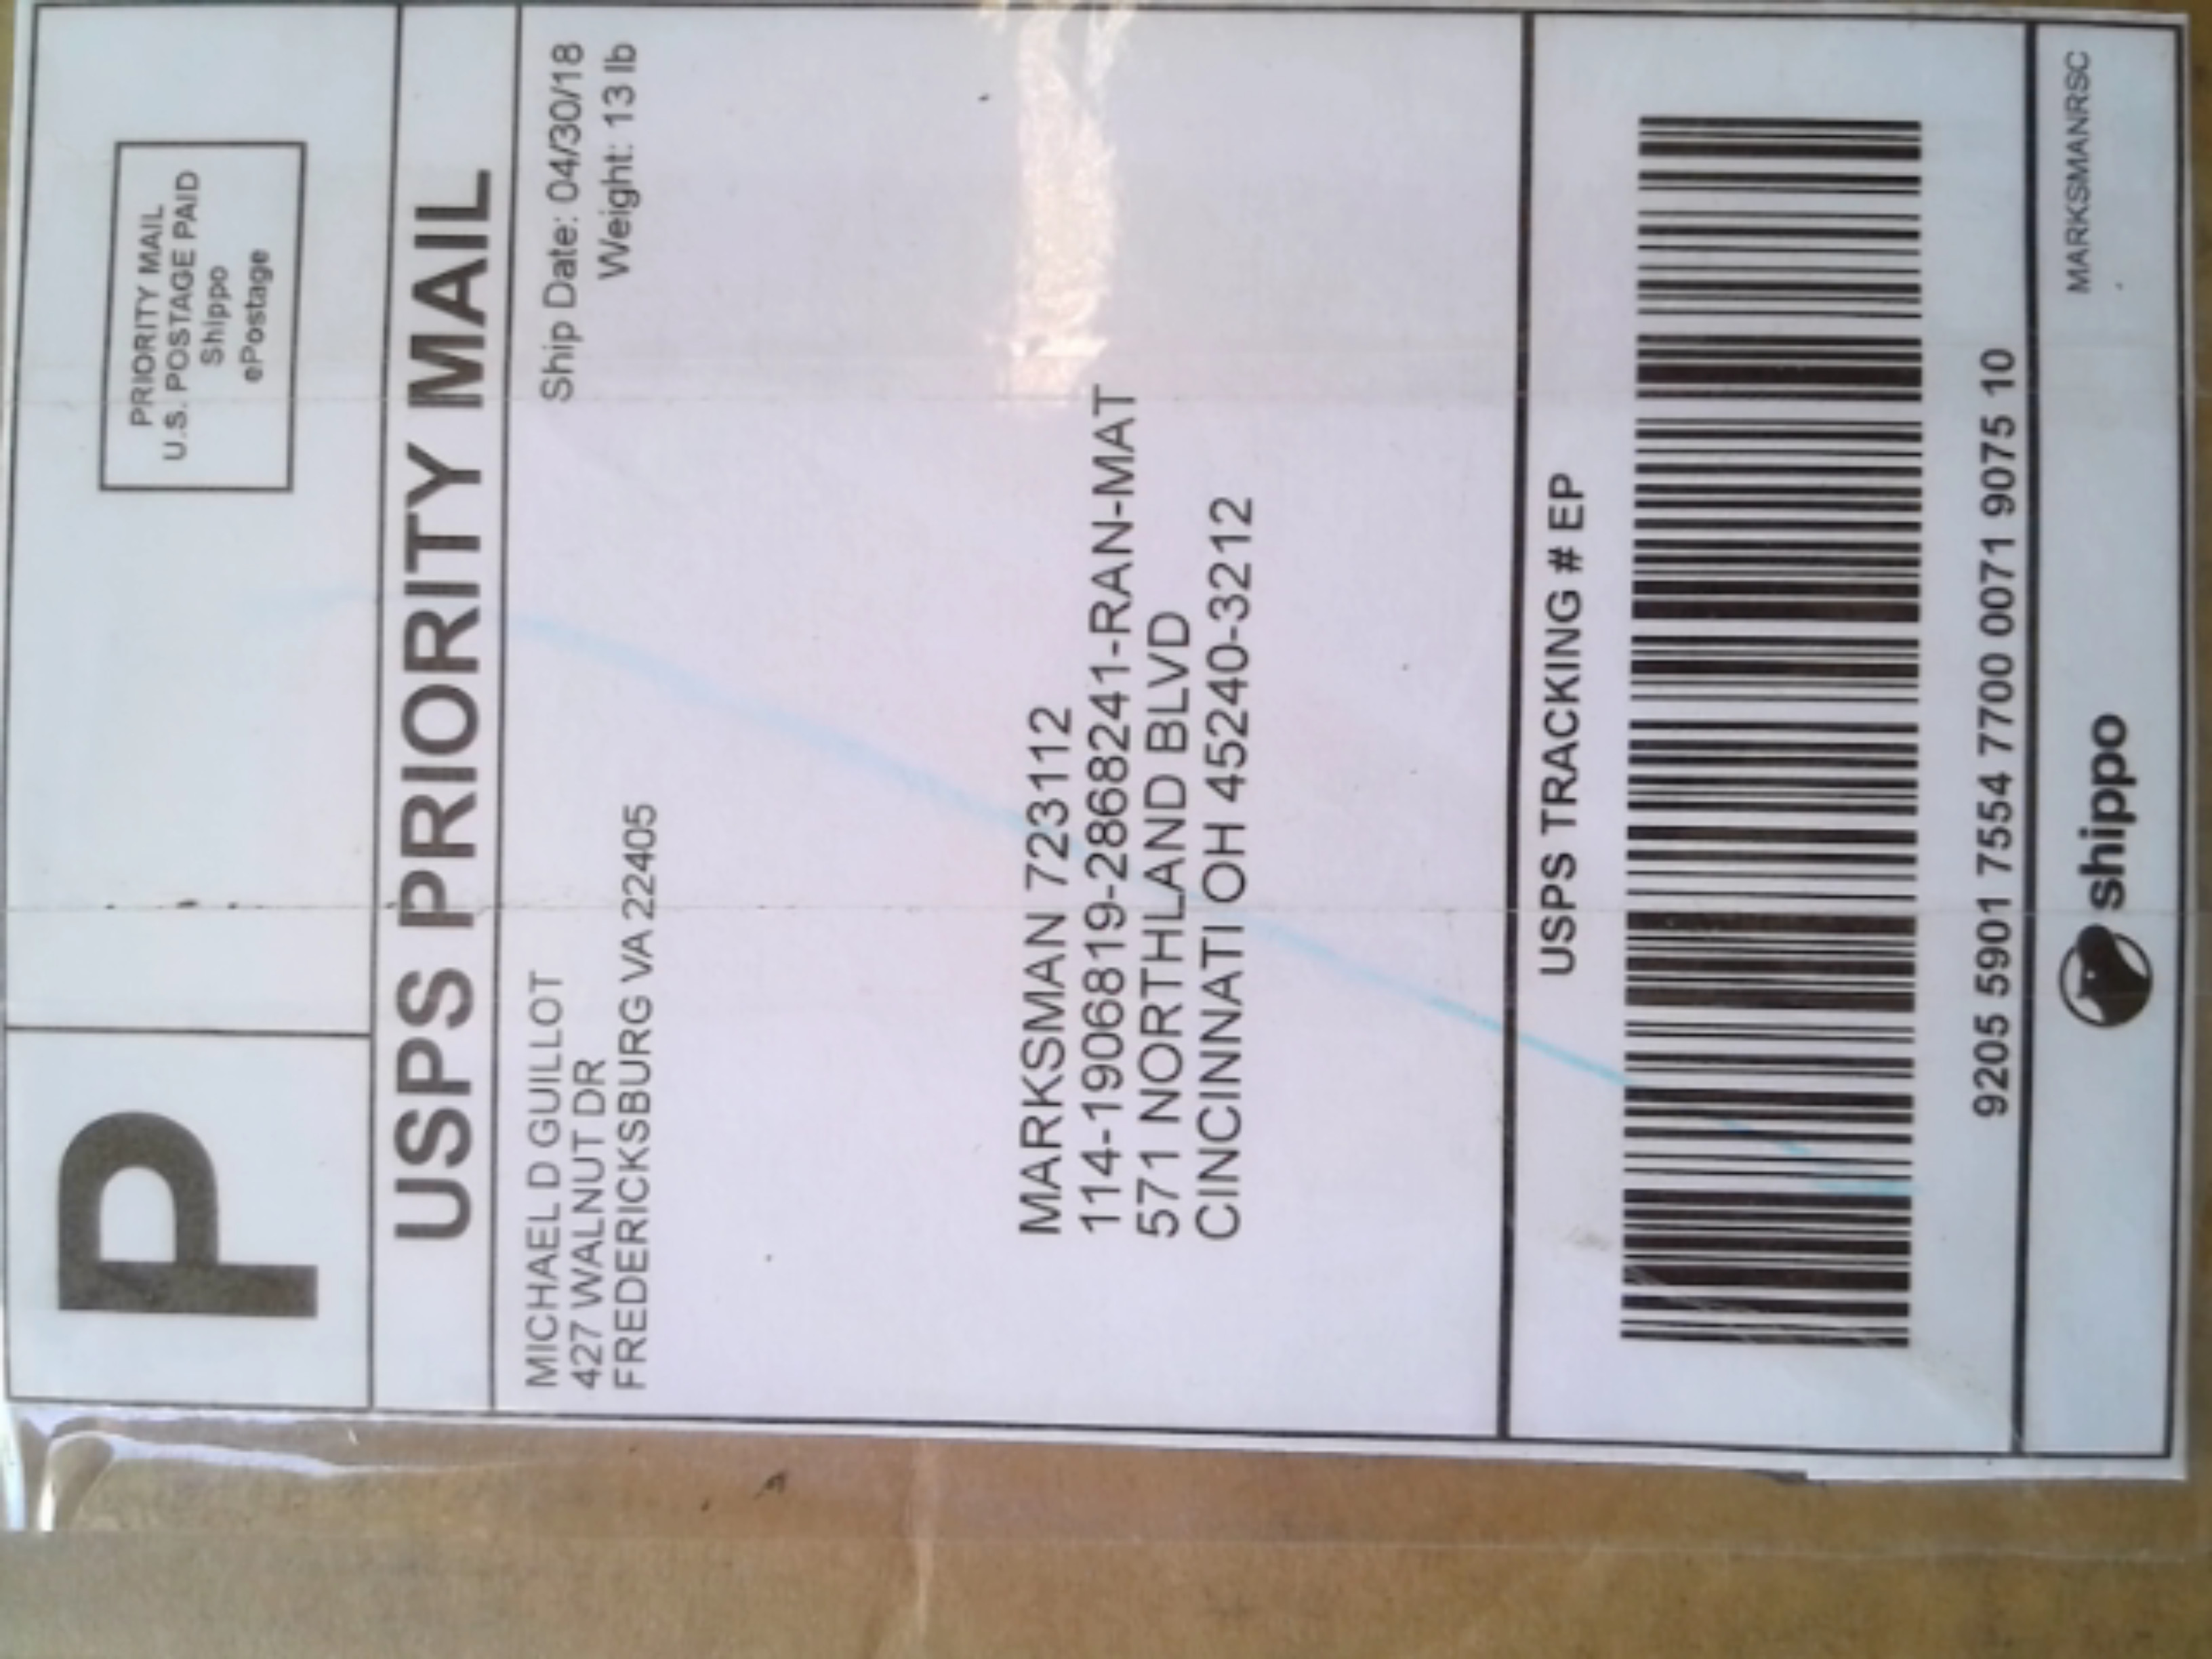 P
PRIORITY MAIL
U.S. POSTAGE PAID
Shippo
ePostage
USPS PRIORITY MAIL
MICHAEL D GUILLOT
427 WALNUT DR
FREDERICKSBURG VA 22405
Ship Date: 04/30/18
Weight: 13 lb
MARKSMAN 723112
114-1906819-2868241-RAN-MAT
571 NORTHLAND BLVD
CINCINNATI OH 45240-3212
USPS TRACKING # EP
9205 5901 7554 7700 0071 9075 10
shippo
MARKSMANRSC